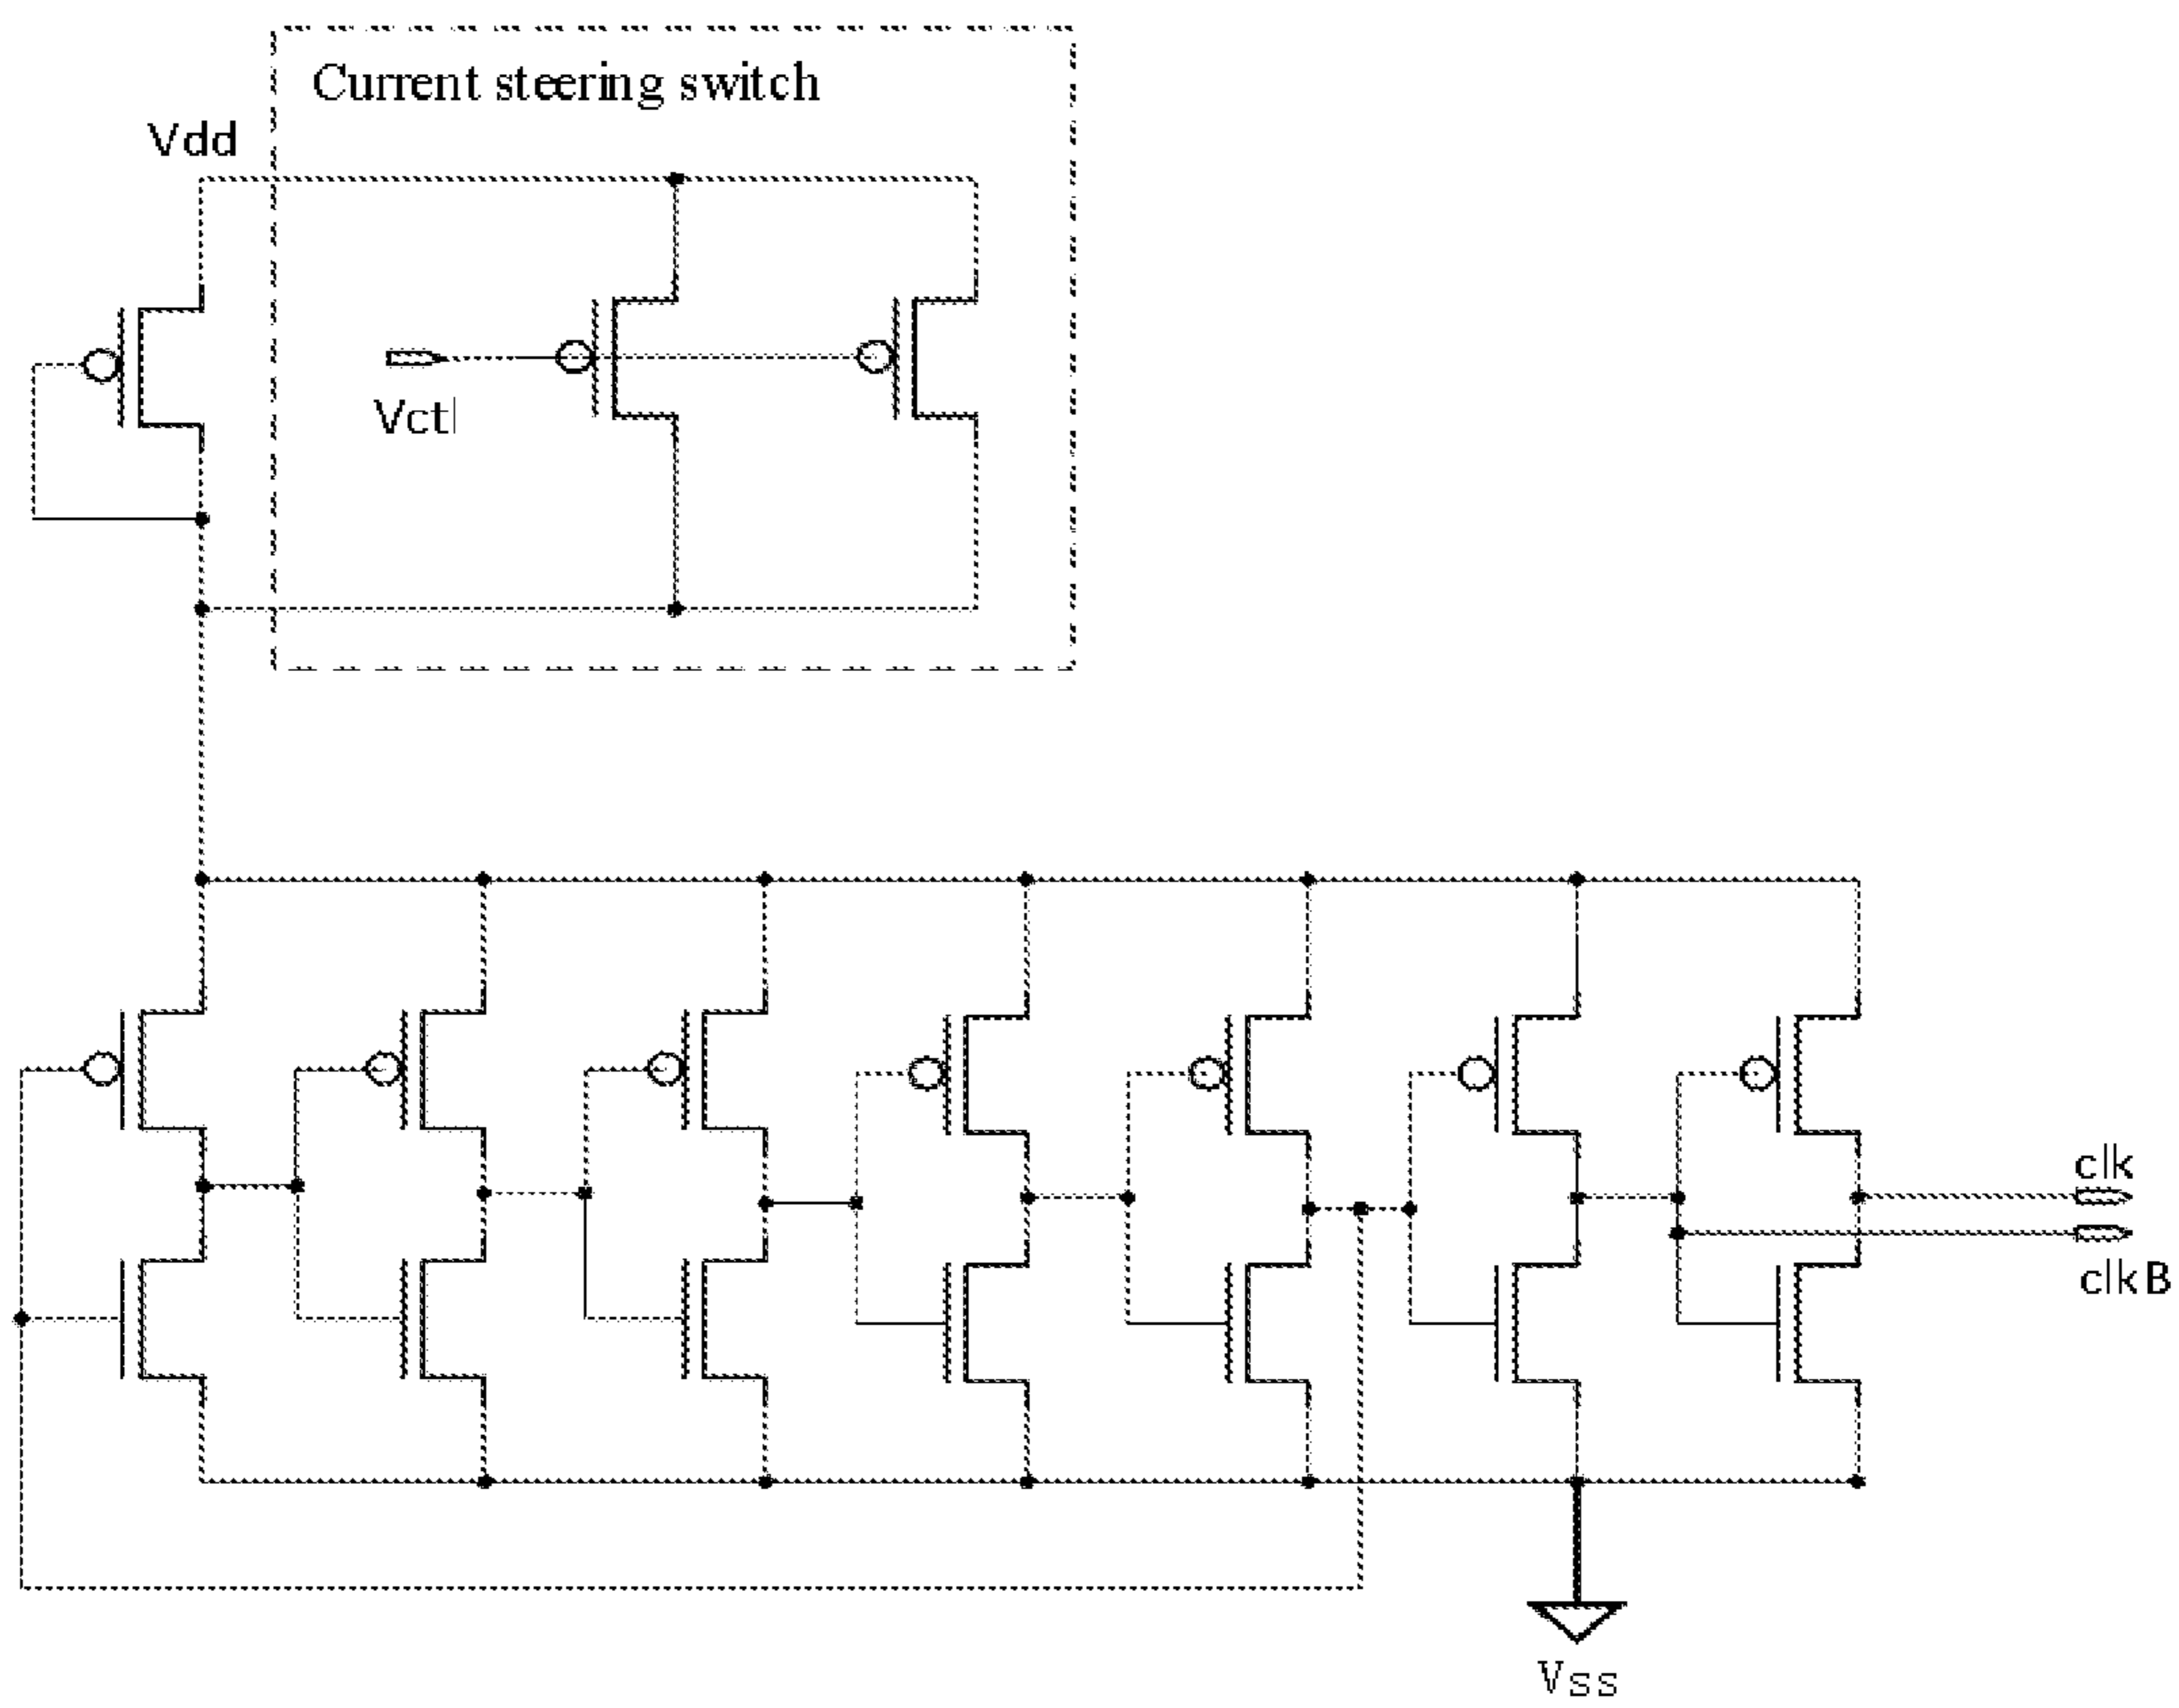 Current steering switch
Vdd
Vctl
clk
clkB
Vss